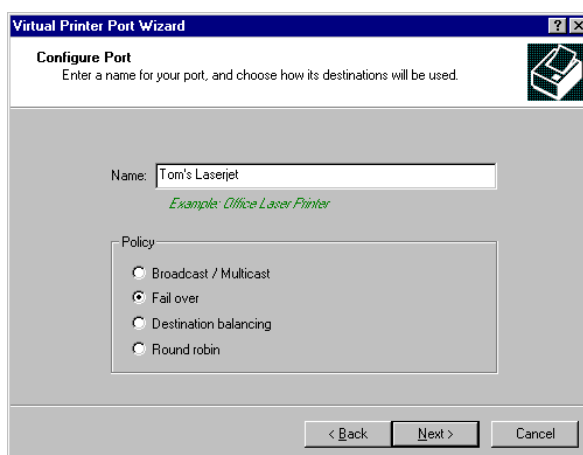 Virtual Printer Port Wizard
Configure Port
Enter a name for your port, and choose how its destinations will be used.
Name: Tom's Laserjet
Example: Office Laser Printer
Policy
Broadcast / Multicast
Fail over
Destination balancing
Round robin
< Back Next > Cancel